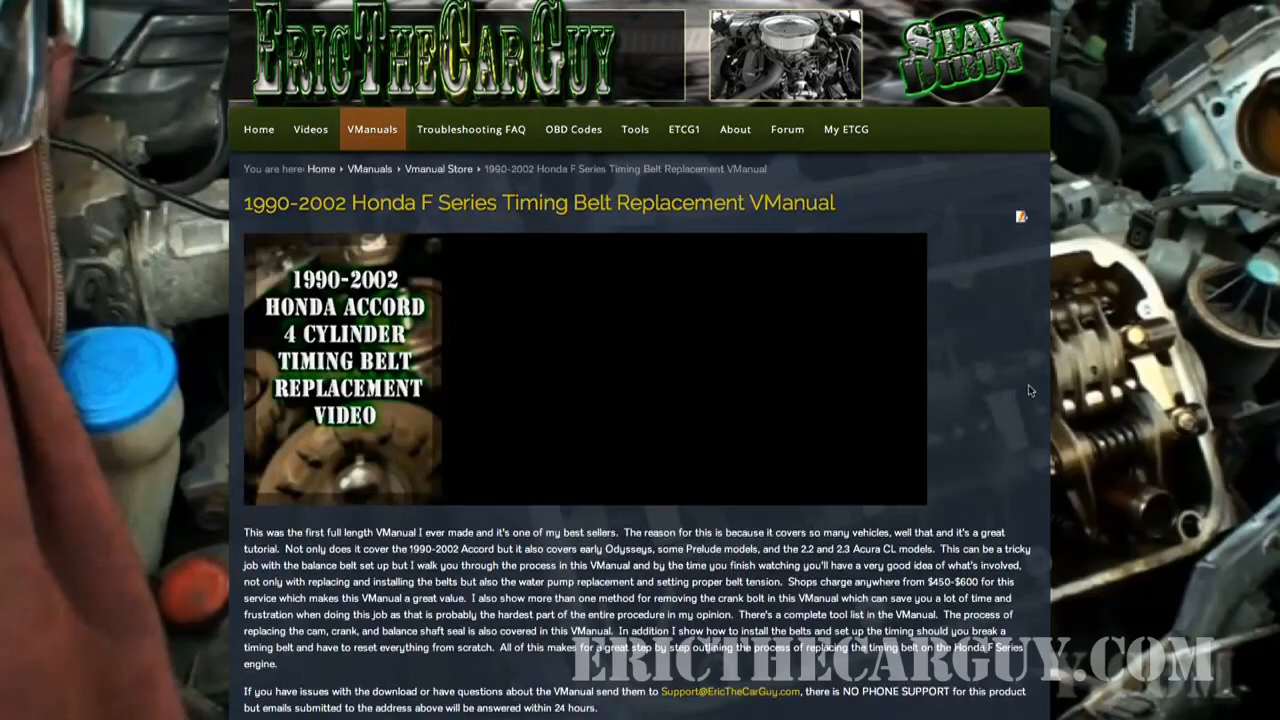 ERICTHECARGUY
STAY
DIRTY
Home Videos VManuals Troubleshooting FAQ OBD Codes Tools ETCG1 About Forum My ETCG
You are here: Home VManuals Vmanual Store 1990-2002 Honda F Series Timing Belt Replacement VManual
1990-2002 Honda F Series Timing Belt Replacement VManual
1990-2002
HONDA ACCORD
4 CYLINDER
TIMING BELT
REPLACEMENT
VIDEO
This was the first full length VManual I ever made and it's one of my best sellers. The reason for this is because it covers so many vehicles, well that and it's a great
tutorial. Not only does it cover the 1990-2002 Accord but it also covers early Odysseys, some Prelude models, and the 2.2 and 2.3 Acura CL models. This can be a tricky
job with the balance belt set up but I walk you through the process in this VManual and by the time you finish watching you'll have a very good idea of what's involved,
not only with replacing and installing the belts but also the water pump replacement and setting proper belt tension. Shops charge anywhere from $450-$600 for this
service which makes this VManual a great value. I also show more than one method for removing the crank bolt in this VManual which can save you a lot of time and
frustration when doing this job as that is probably the hardest part of the entire procedure in my opinion. There's a complete tool list in the VManual. The process of
replacing the cam, crank, and balance shaft seal is also covered in this VManual. In addition I show how to install the belts and set up the timing should you break a
timing belt and have to reset everything from scratch. All of this makes for a great step by step outlining the process of replacing the timing belt on the Honda F Series
engine.
ERICTHECARGUY.COM
If you have issues with the download or have questions about the VManual send them to Support@EricTheCarGuy.com, there is NO PHONE SUPPORT for this product
but emails submitted to the address above will be answered within 24 hours.